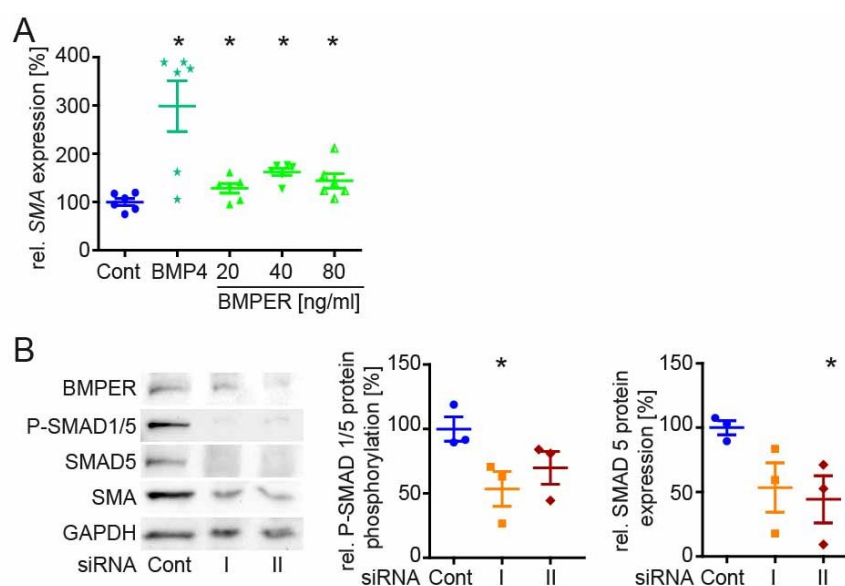 A
rel. SMA expression [%]
400
300
200
100
0
* * * *
Cont BMP4 20 40 80
BMPER [ng/ml]
B
BMPER
P-SMAD1/5
SMAD5
SMA
GAPDH
siRNA Cont I II
rel. P-SMAD 1/5 protein
phosphorylation [%]
150
100
50
0
*
siRNA Cont I II
rel. SMAD 5 protein
expression [%]
150
100
50
0
*
siRNA Cont I II